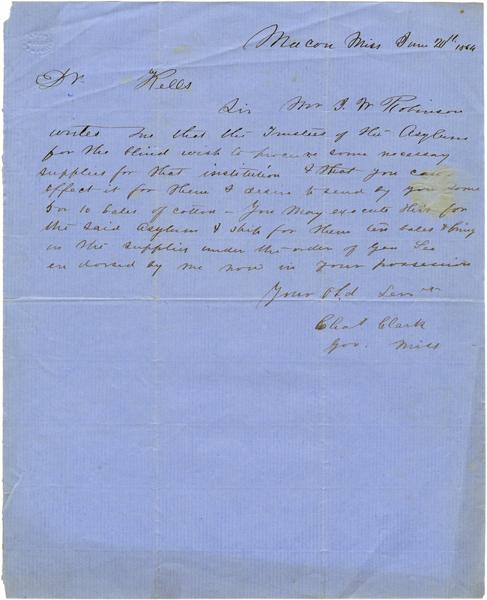 Macon Miss June 20th 1864
Dr Kells
Sir Mr J. W Robinson
writes me that the Trustees of the Asylum
for the blind wish to procure some necessary
supplies for that institution & that you can
effect it for them & desire to send by you some
5 or 10 bales of cotton - You may execute this for
the said Asylum & ship for them ten bales & bring
in the supplies under the order of Gen Lee
endorsed by me now in your possession
Your Obd Servt
Chas Clark
Gov. Miss